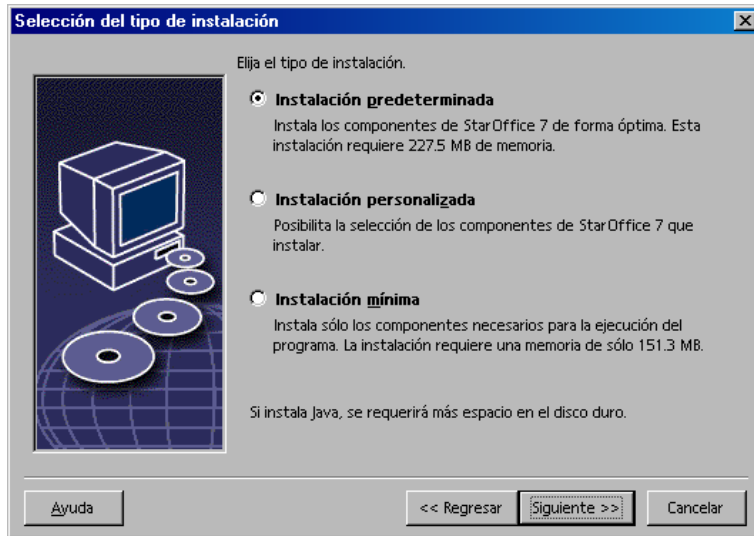 Selección del tipo de instalación
Elija el tipo de instalación.
Instalación predeterminada
Instala los componentes de StarOffice 7 de forma óptima. Esta
instalación requiere 227.5 MB de memoria.
Instalación personalizada
Posibilita la selección de los componentes de StarOffice 7 que
instalar.
Instalación mínima
Instala sólo los componentes necesarios para la ejecución del
programa. La instalación requiere una memoria de sólo 151.3 MB.
Si instala Java, se requerirá más espacio en el disco duro.
Ayuda
<< Regresar
Siguiente >>
Cancelar